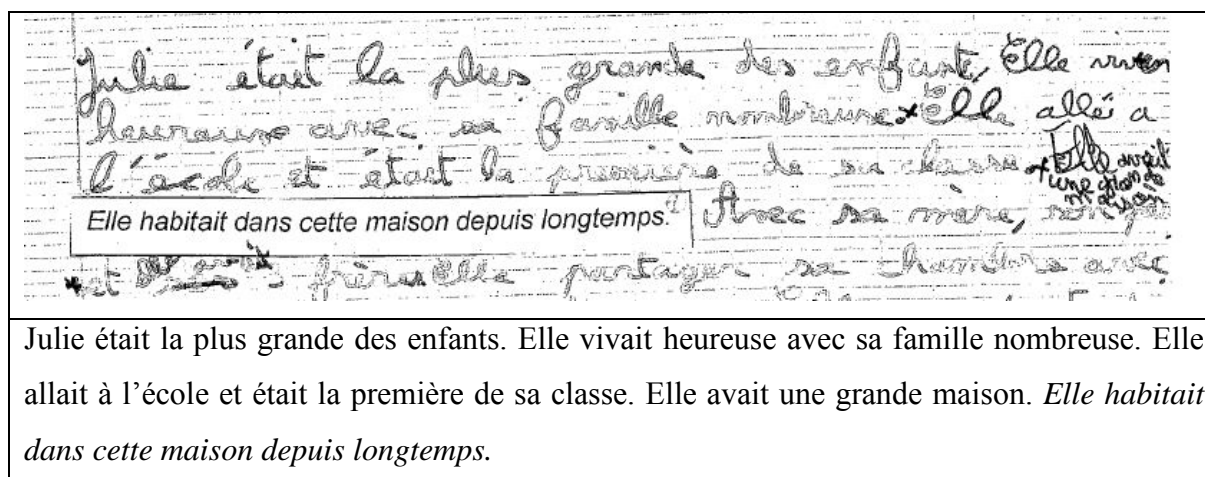 Julie était la plus grande des enfants, Elle viven
heureuse avec sa famille nombreuse Elle allé a
l'école et était la première de sa classe Elle avait
une grande
maison
Elle habitait dans cette maison depuis longtemps. Avec sa mère, son
et frères Elle partager sa chambre avec
Julie était la plus grande des enfants. Elle vivait heureuse avec sa famille nombreuse. Elle
allait à l'école et était la première de sa classe. Elle avait une grande maison. Elle habitait
dans cette maison depuis longtemps.